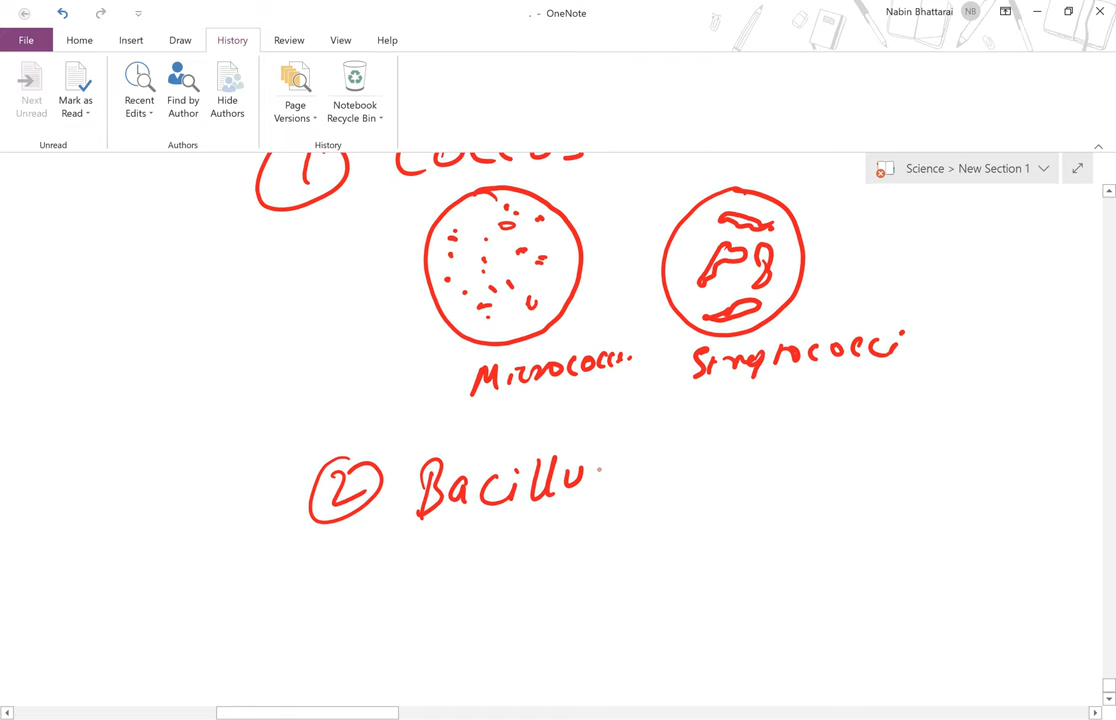 . - OneNote
Nabin Bhattarai NB
File Home Insert Draw History Review View Help
Next Unread
Mark as Read
Recent Edits
Find by Author
Hide Authors
Page Versions
Notebook Recycle Bin
Unread Authors History
Science > New Section 1
① Coccus
Micrococci.
Streptococci
② Bacillu